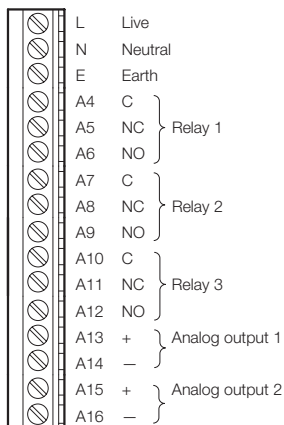 L Live
N Neutral
E Earth
A4 C
A5 NC Relay 1
A6 NO
A7 C
A8 NC Relay 2
A9 NO
A10 C
A11 NC Relay 3
A12 NO
A13 + Analog output 1
A14 –
A15 + Analog output 2
A16 –